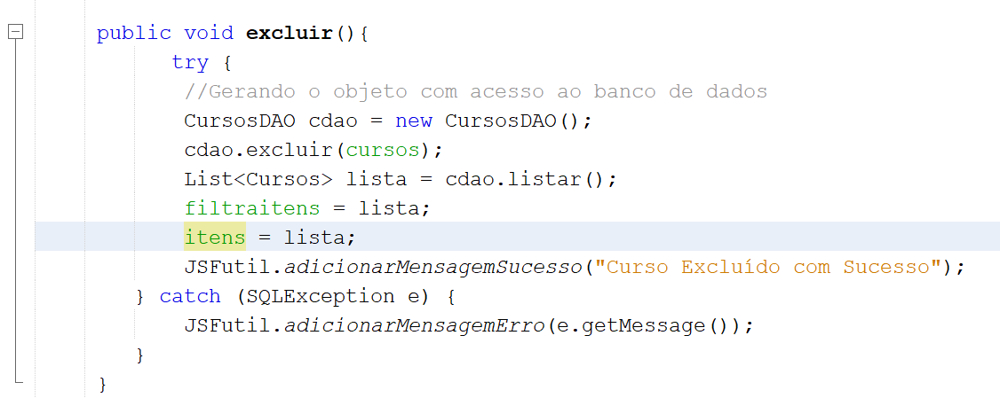 public void excluir(){
try {
//Gerando o objeto com acesso ao banco de dados
CursosDAO cdao = new CursosDAO();
cdao.excluir(cursos);
List<Cursos> lista = cdao.listar();
filtraitens = lista;
itens = lista;
JSFutil.adicionarMensagemSucesso("Curso Excluído com Sucesso");
} catch (SQLException e) {
JSFutil.adicionarMensagemErro(e.getMessage());
}
}